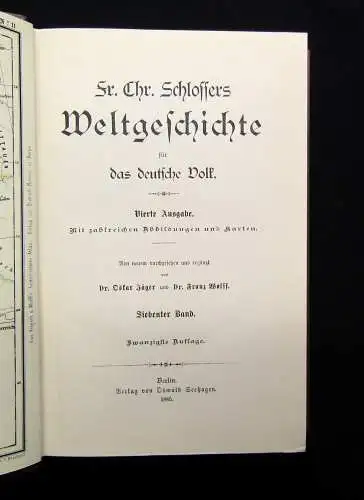 Fr. Chr. Schlossers
Weltgeschichte
für
das deutsche Volk.
Vierte Ausgabe.
Mit zahlreichen Abbildungen und Karten.
Von neuem durchgesehen und ergänzt
von
Dr. Oskar Jäger und Dr. Franz Wolff.
Siebenter Band.
Zwanzigste Auflage.
Berlin.
Verlag von Oswald Seehagen.